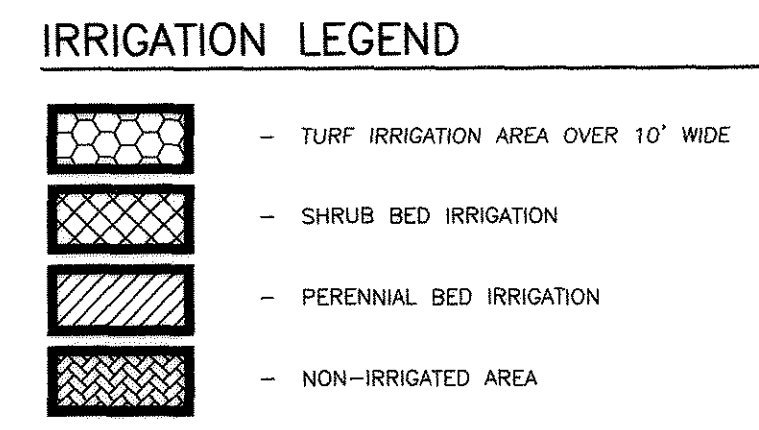 IRRIGATION LEGEND
– TURF IRRIGATION AREA OVER 10' WIDE
– SHRUB BED IRRIGATION
– PERENNIAL BED IRRIGATION
– NON-IRRIGATED AREA